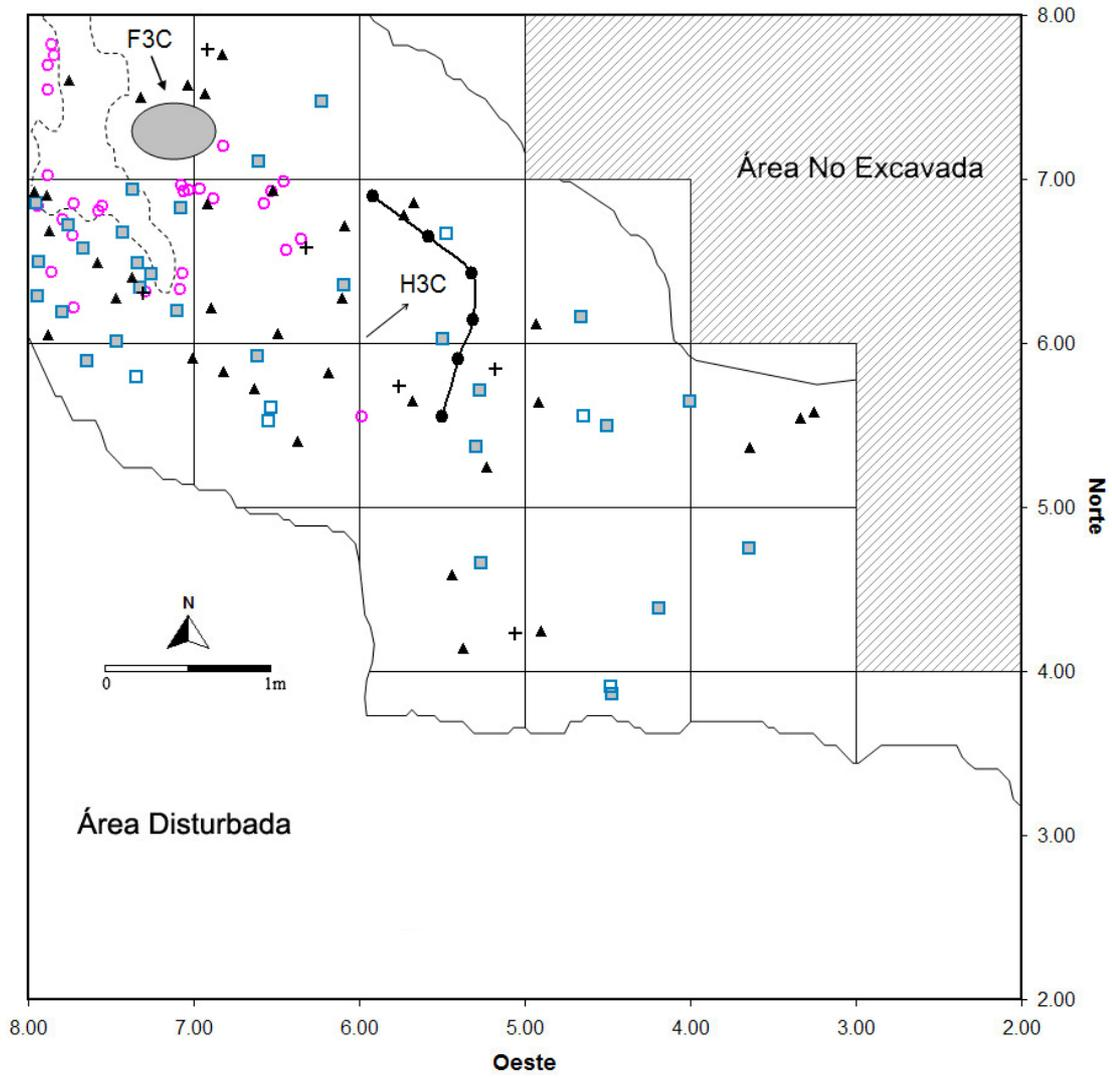 8.00
F3C
Área No Excavada
7.00
H3C
6.00
Norte
5.00
N
4.00
0 1m
Área Disturbada
3.00
2.00
8.00 7.00 6.00 5.00 4.00 3.00 2.00
Oeste